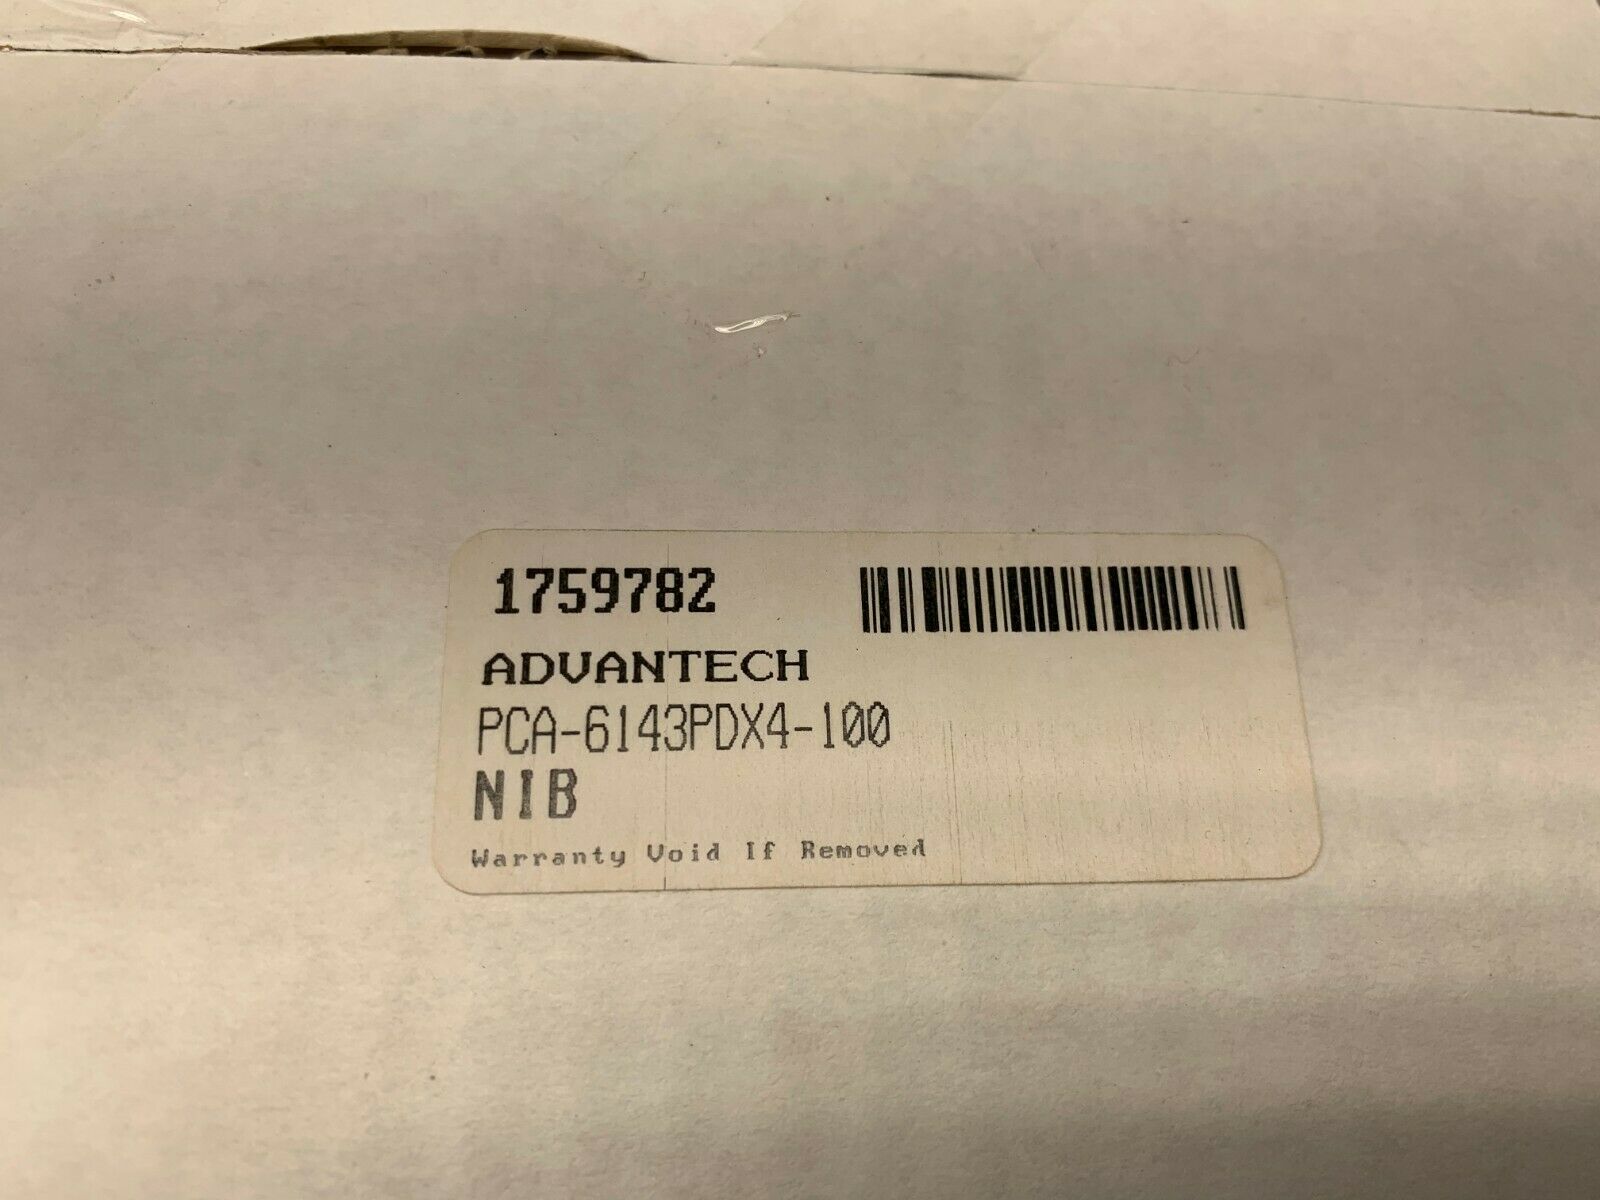 1759782
ADVANTECH
PCA-6143PDX4-100
NIB
Warranty Void If Removed